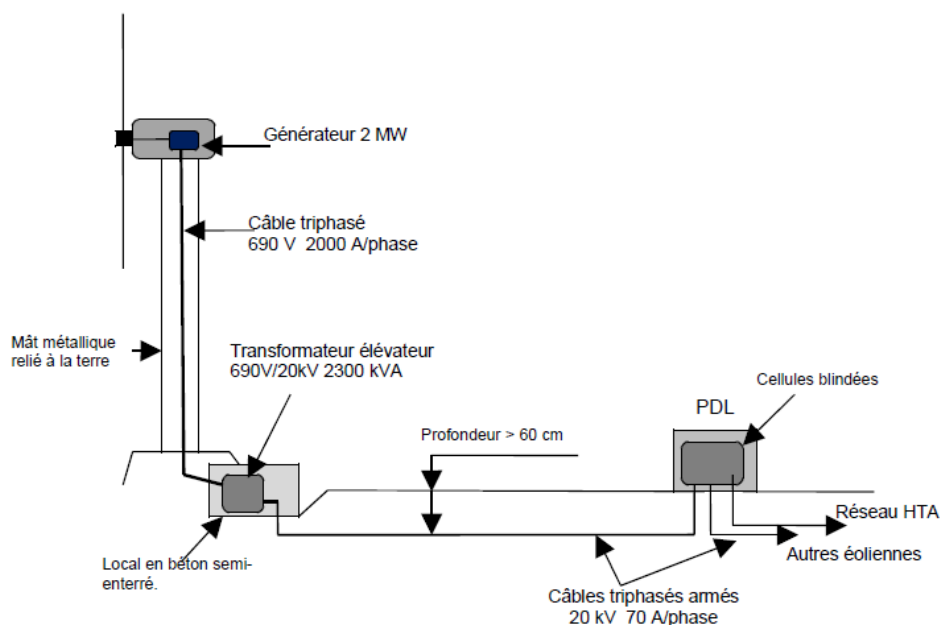 Générateur 2 MW
Câble triphasé
690 V 2000 A/phase
Mât métallique
relié à la terre
Transformateur élévateur
690V/20kV 2300 kVA
Cellules blindées
PDL
Profondeur > 60 cm
Réseau HTA
Autres éoliennes
Local en béton semi-
enterré.
Câbles triphasés armés
20 kV 70 A/phase